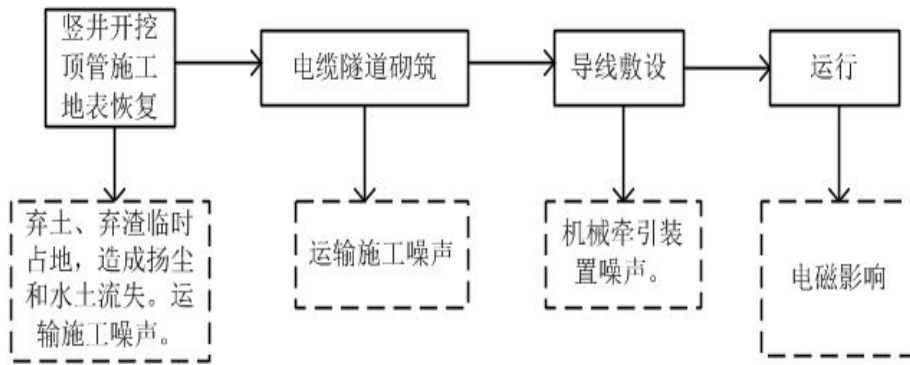 竖井开挖
顶管施工
地表恢复
电缆隧道砌筑
导线敷设
运行
弃土、弃渣临时
占地，造成扬尘
和水土流失。运
输施工噪声。
运输施工噪声
机械牵引装
置噪声。
电磁影响